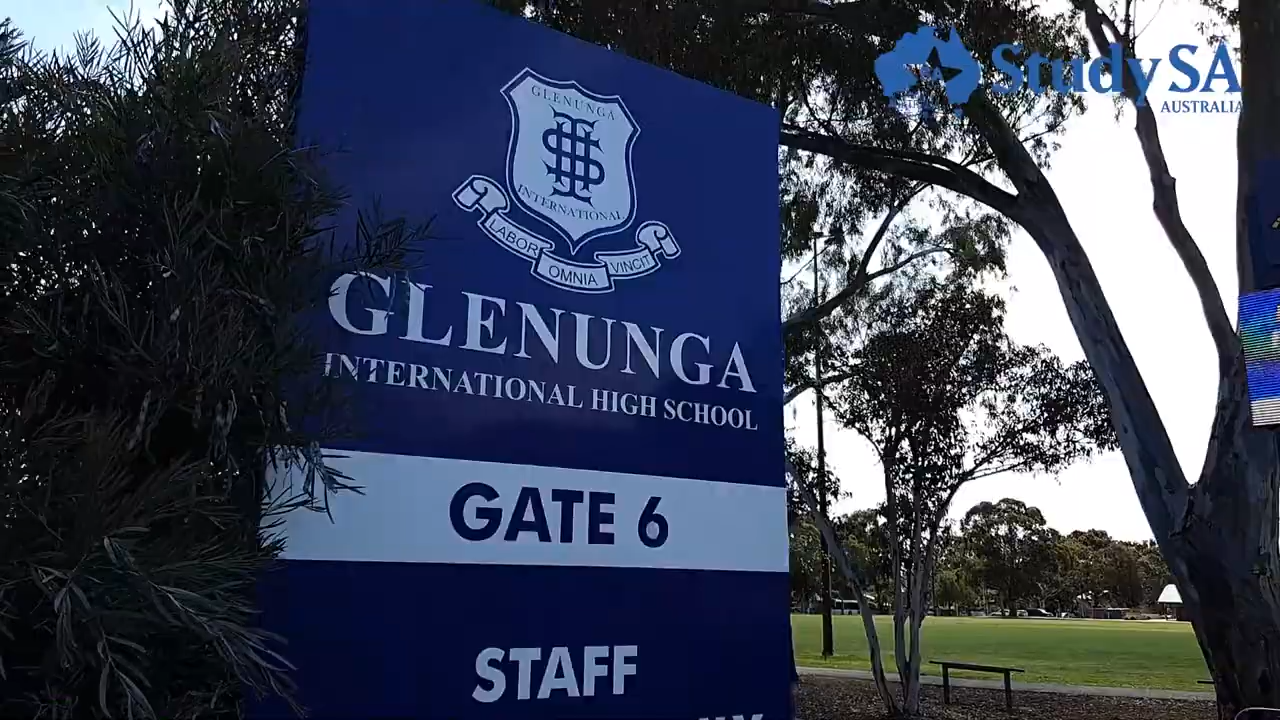 StudySA
AUSTRALIA
GLENUNGA
INTERNATIONAL
LABOR OMNIA VINCIT
GLENUNGA
INTERNATIONAL HIGH SCHOOL
GATE 6
STAFF